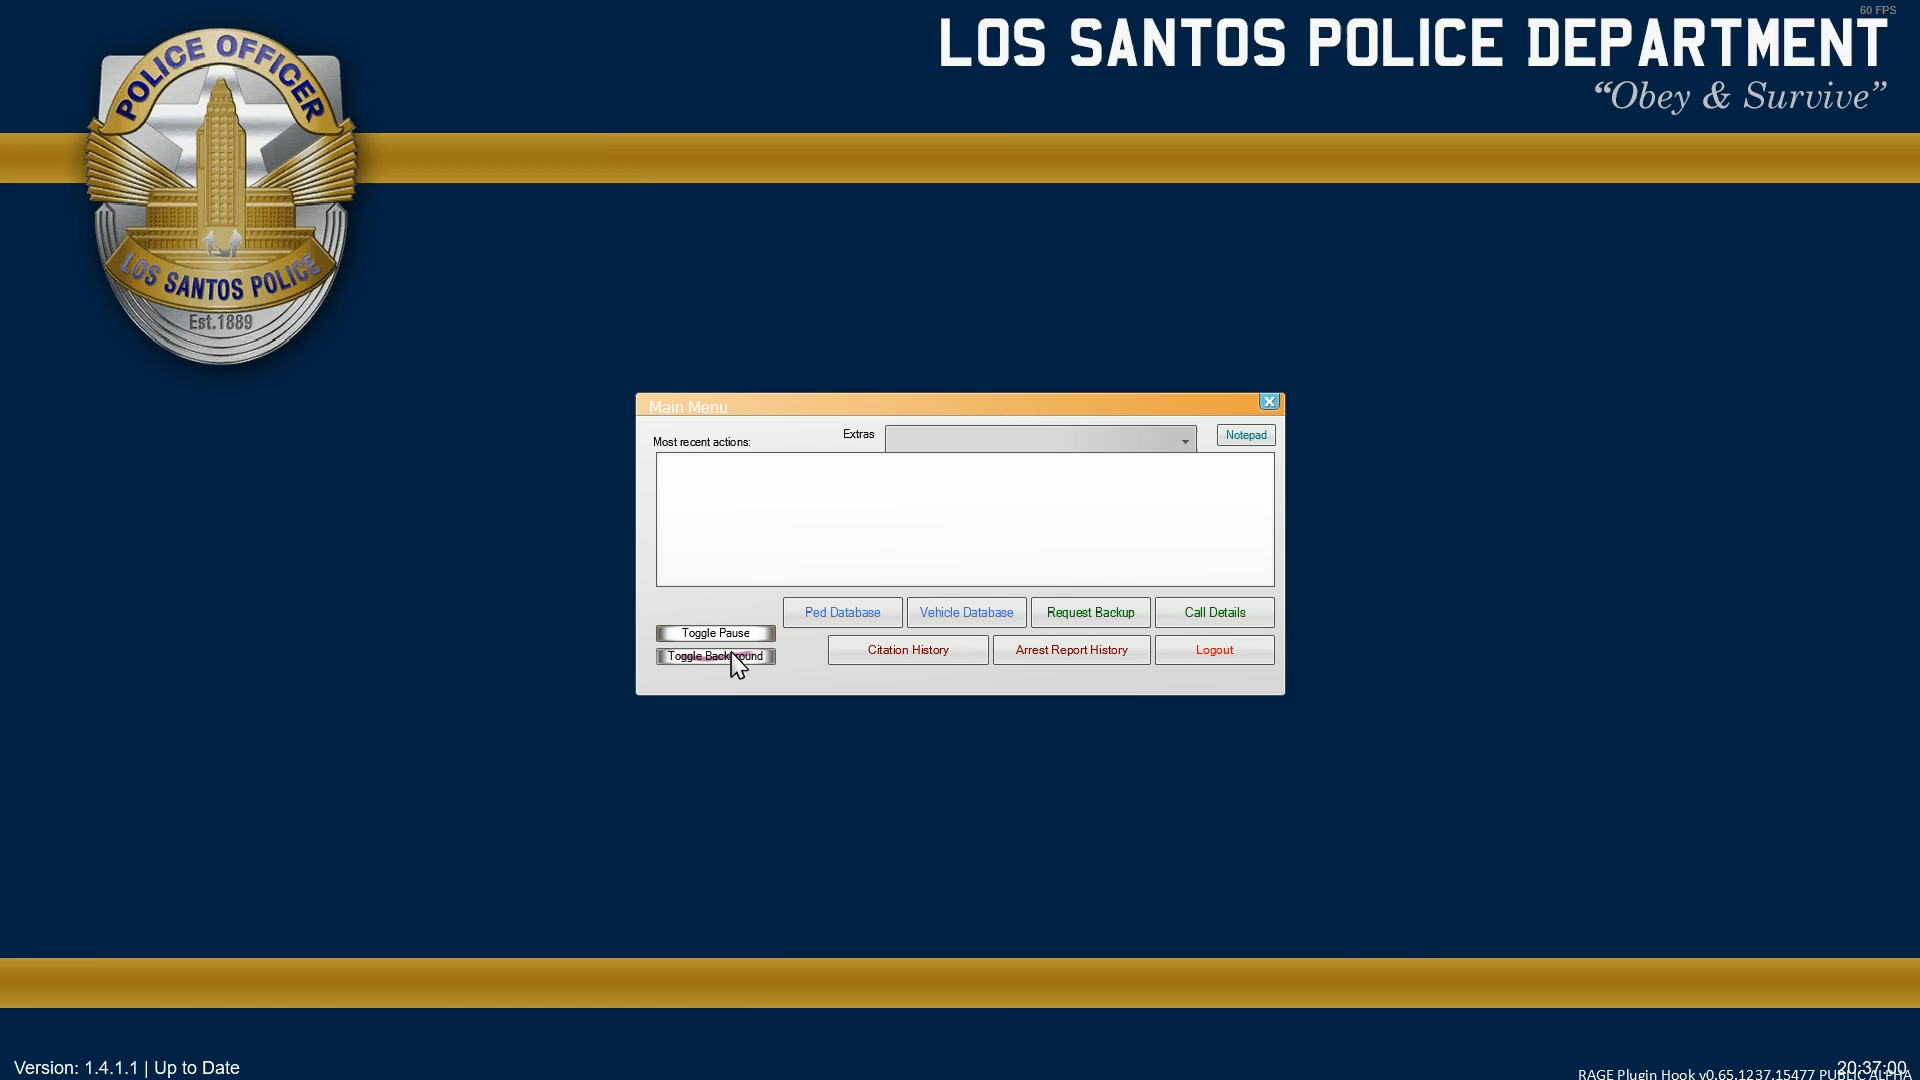 60 FPS
LOS SANTOS POLICE DEPARTMENT
“Obey & Survive”
POLICE OFFICER
LOS SANTOS POLICE
Est.1889
Main Menu
Most recent actions:
Extras
Notepad
Ped Database
Vehicle Database
Request Backup
Call Details
Toggle Pause
Toggle Background
Citation History
Arrest Report History
Logout
Version: 1.4.1.1 | Up to Date
20:37:00
RAGE Plugin Hook v0.65.1237.15477 PUBLIC ALPHA